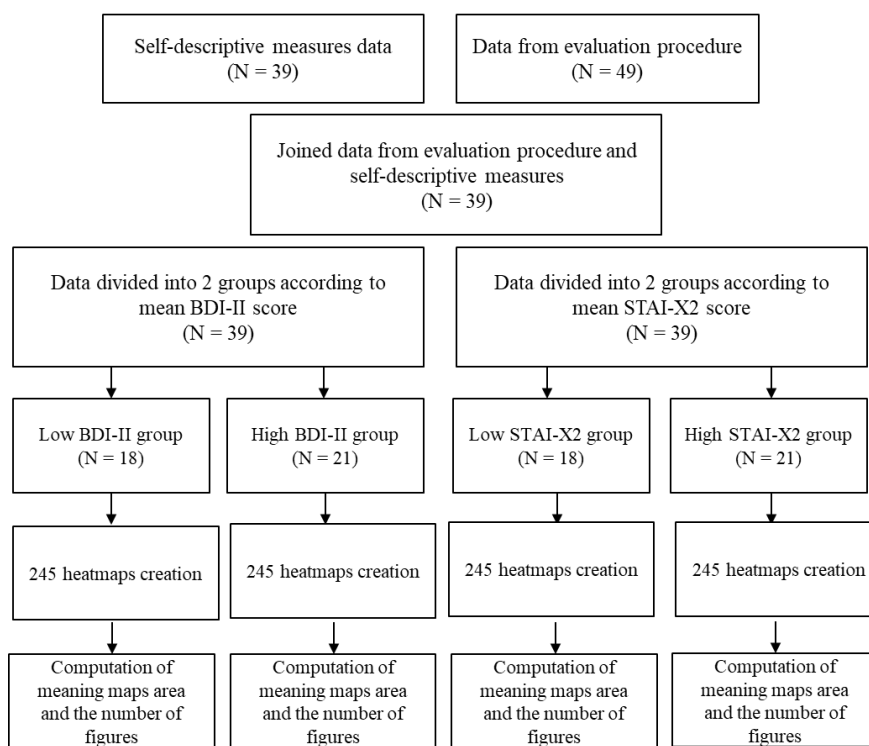 Self-descriptive measures data
(N = 39)
Data from evaluation procedure
(N = 49)
Joined data from evaluation procedure and
self-descriptive measures
(N = 39)
Data divided into 2 groups according to
mean BDI-II score
(N = 39)
Data divided into 2 groups according to
mean STAI-X2 score
(N = 39)
Low BDI-II group
(N = 18)
High BDI-II group
(N = 21)
Low STAI-X2 group
(N = 18)
High STAI-X2 group
(N = 21)
245 heatmaps creation
245 heatmaps creation
245 heatmaps creation
245 heatmaps creation
Computation of
meaning maps area
and the number of
figures
Computation of
meaning maps area
and the number of
figures
Computation of
meaning maps area
and the number of
figures
Computation of
meaning maps area
and the number of
figures